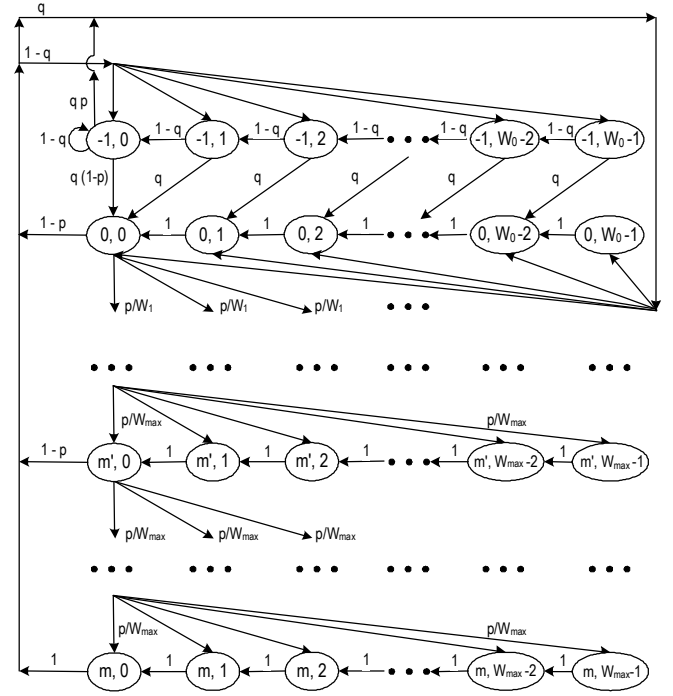 q
1 - q
q p
1 - q
-1, 0
1 - q
-1, 1
1 - q
-1, 2
1 - q
1 - q
-1, W0-2
1 - q
-1, W0-1
q (1-p)
q
q
q
q
q
1 - p
0, 0
1
0, 1
1
0, 2
1
1
0, W0-2
1
0, W0-1
p/W1
p/W1
p/W1
p/Wmax
p/Wmax
1 - p
m', 0
1
m', 1
1
m', 2
1
1
m', Wmax-2
1
m', Wmax-1
p/Wmax
p/Wmax
p/Wmax
p/Wmax
p/Wmax
1
m, 0
1
m, 1
1
m, 2
1
1
m, Wmax-2
1
m, Wmax-1